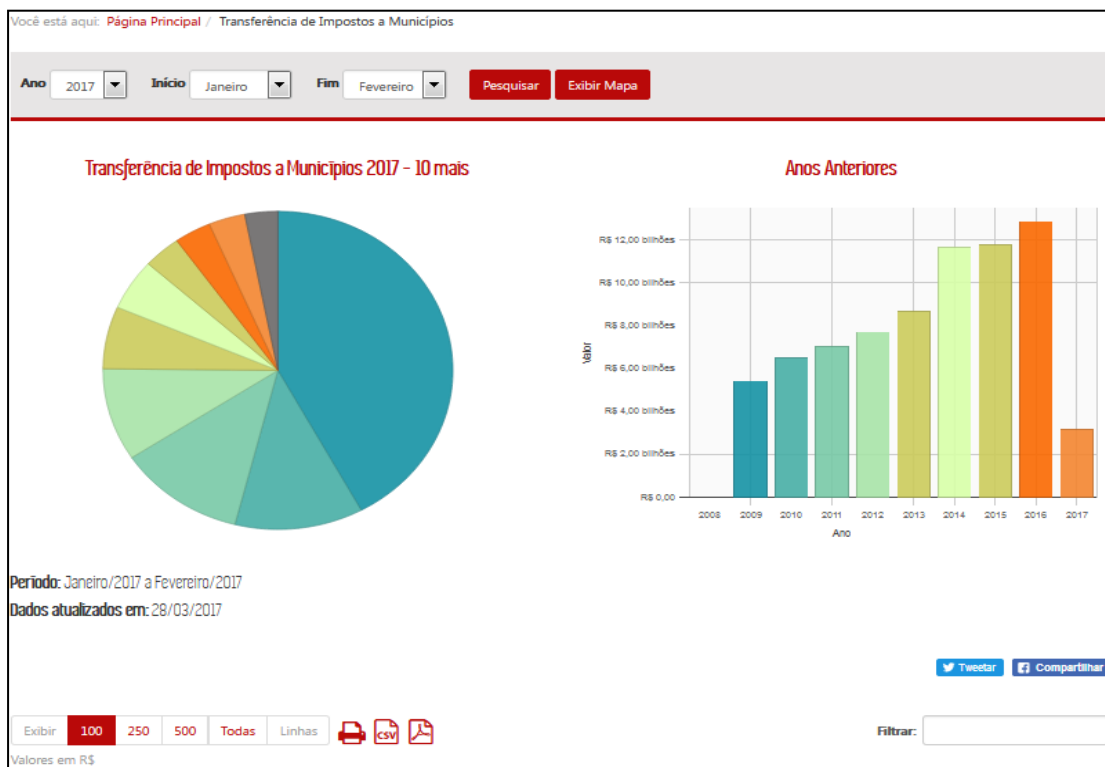 Você está aqui: Página Principal / Transferência de Impostos a Municípios
Ano 2017 Início Janeiro Fim Fevereiro Pesquisar Exibir Mapa
Transferência de Impostos a Municípios 2017 - 10 mais
Anos Anteriores
R$ 12,00 bilhões
R$ 10,00 bilhões
R$ 8,00 bilhões
R$ 6,00 bilhões
R$ 4,00 bilhões
R$ 2,00 bilhões
R$ 0,00
Valor
2008 2009 2010 2011 2012 2013 2014 2015 2016 2017
Ano
Período: Janeiro/2017 a Fevereiro/2017
Dados atualizados em: 28/03/2017
Tweetar Compartilhar
Exibir 100 250 500 Todas Linhas CSV Filtrar:
Valores em R$